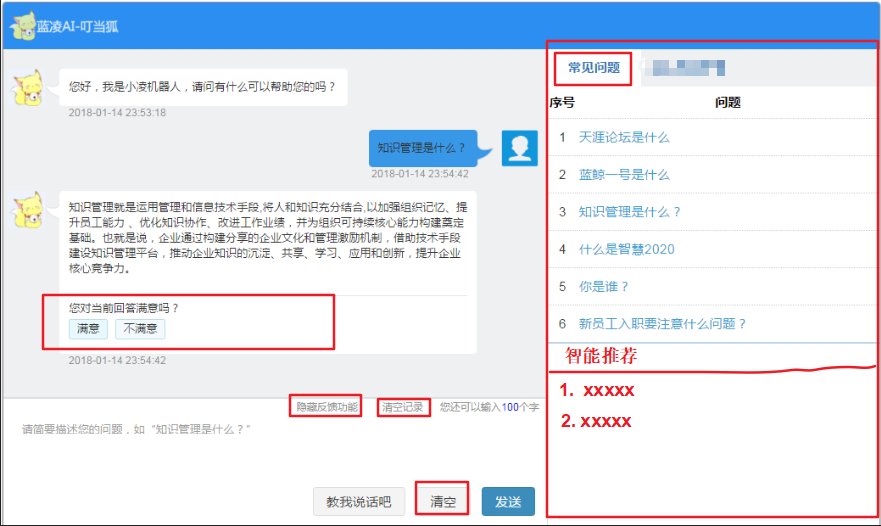 蓝凌AI-叮当狐
您好，我是小凌机器人，请问有什么可以帮助您的吗？
2018-01-14 23:53:18
知识管理是什么？
2018-01-14 23:54:42
知识管理就是运用管理和信息技术手段,将人和知识充分结合,以加强组织记忆、提
升员工能力 、优化知识协作、改进工作业绩，并为组织可持续核心能力构建奠定
基础。也就是说，企业通过构建分享的企业文化和管理激励机制，借助技术手段
建设知识管理平台，推动企业知识的沉淀、共享、学习、应用和创新，提升企业
核心竞争力。
您对当前回答满意吗？
满意 不满意
2018-01-14 23:54:42
隐藏反馈功能 清空记录 您还可以输入100个字
请简要描述您的问题，如 “知识管理是什么？”
教我说话吧 清空 发送
常见问题
序号 问题
1 天涯论坛是什么
2 蓝鲸一号是什么
3 知识管理是什么？
4 什么是智慧2020
5 你是谁？
6 新员工入职要注意什么问题？
智能推荐
1. xxxxx
2. xxxxx